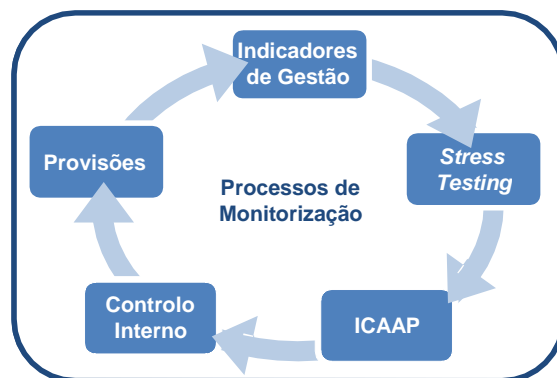 Indicadores
de Gestão
Provisões
Stress
Testing
Processos de
Monitorização
Controlo
Interno
ICAAP